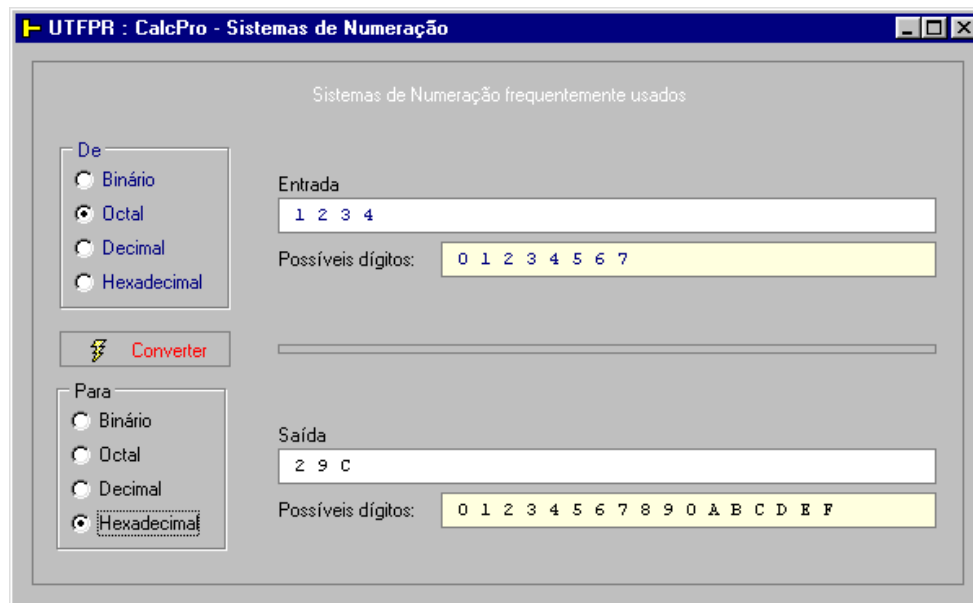 UTFPR : CalcPro - Sistemas de Numeração
Sistemas de Numeração frequentemente usados
De
Binário
Octal
Decimal
Hexadecimal
Entrada
1 2 3 4
Possíveis dígitos:
0 1 2 3 4 5 6 7
Converter
Para
Binário
Octal
Decimal
Hexadecimal
Saída
2 9 C
Possíveis dígitos:
0 1 2 3 4 5 6 7 8 9 0 A B C D E F